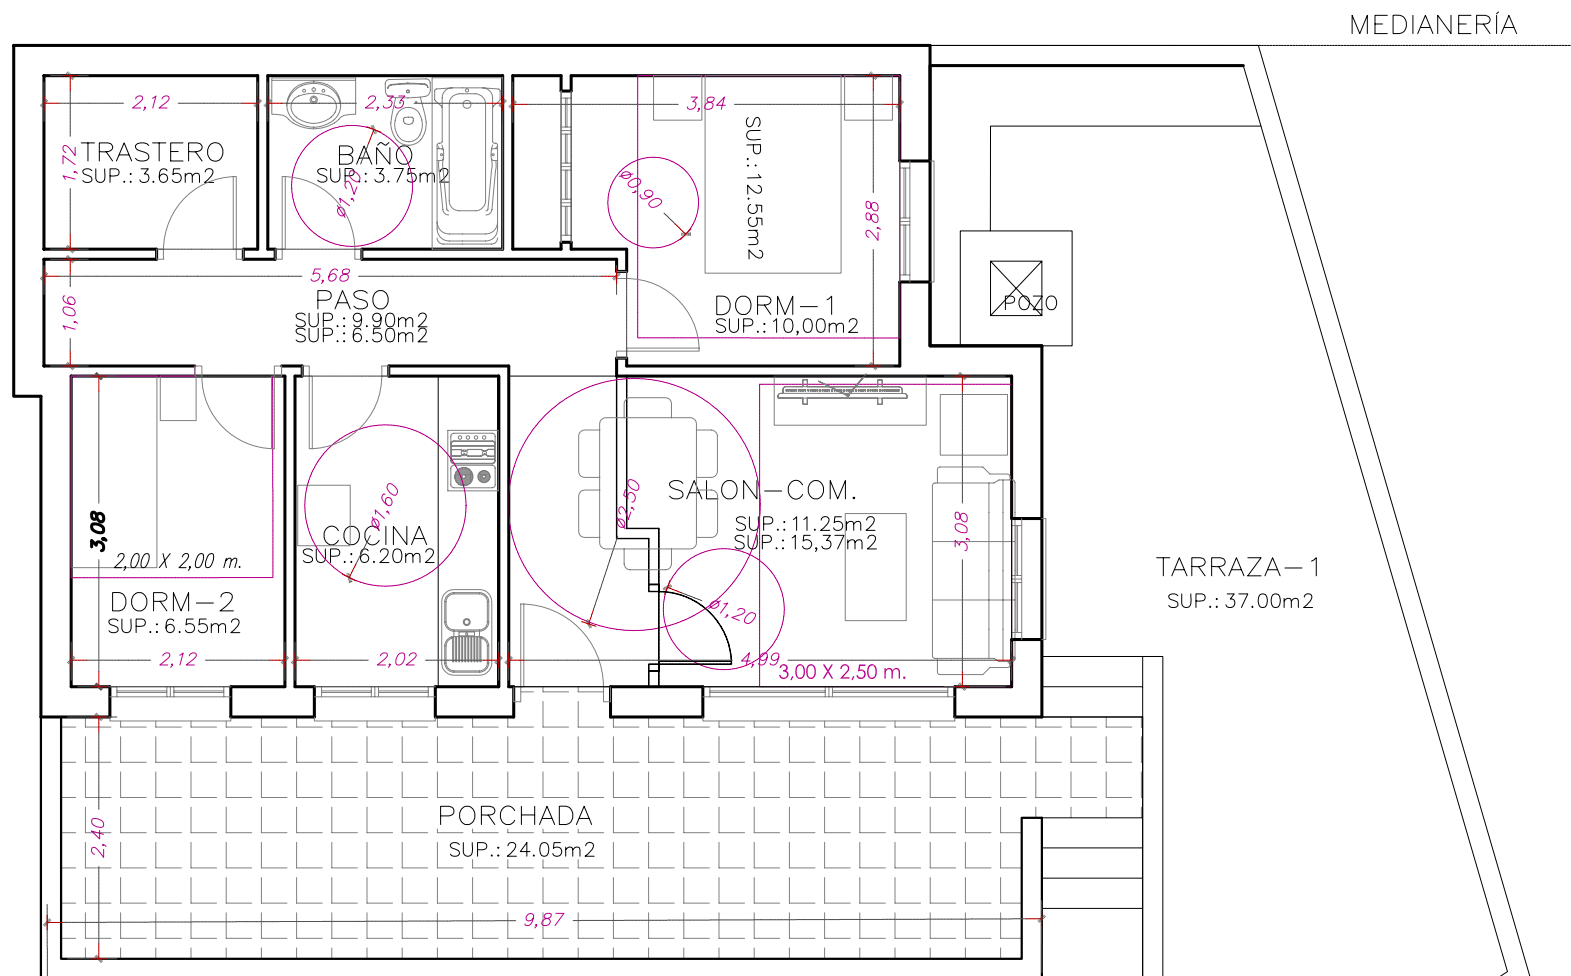 MEDIANERÍA
2,12
2,33
3,84
1,72
TRASTERO
SUP.: 3.65m2
BAÑO
SUP.: 3.75m2
ø1,20
ø0,90
SUP.: 12.55m2
2,88
DORM-1
SUP.: 10,00m2
POZO
5,68
1,06
PASO
SUP.: 9.90m2
SUP.: 6.50m2
3,08
2,00 X 2,00 m.
DORM-2
SUP.: 6.55m2
2,12
ø1,60
COCINA
SUP.: 6.20m2
2,02
ø2,50
SALON-COM.
SUP.: 11.25m2
SUP.: 15,37m2
3,08
ø1,20
4,99
3,00 X 2,50 m.
TARRAZA-1
SUP.: 37.00m2
PORCHADA
SUP.: 24.05m2
2,40
9,87